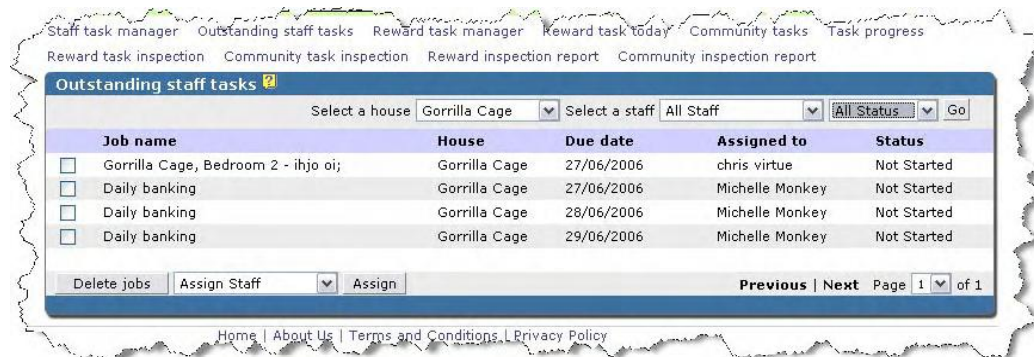 Staff task manager Outstanding staff tasks Reward task manager Reward task today Community tasks Task progress
Reward task inspection Community task inspection Reward inspection report Community inspection report
Outstanding staff tasks ?
Select a house Gorrilla Cage Select a staff All Staff All Status Go
Job name House Due date Assigned to Status
Gorrilla Cage, Bedroom 2 - ihjo oi; Gorrilla Cage 27/06/2006 chris virtue Not Started
Daily banking Gorrilla Cage 27/06/2006 Michelle Monkey Not Started
Daily banking Gorrilla Cage 28/06/2006 Michelle Monkey Not Started
Daily banking Gorrilla Cage 29/06/2006 Michelle Monkey Not Started
Delete jobs Assign Staff Assign Previous | Next Page 1 of 1
Home | About Us | Terms and Conditions | Privacy Policy